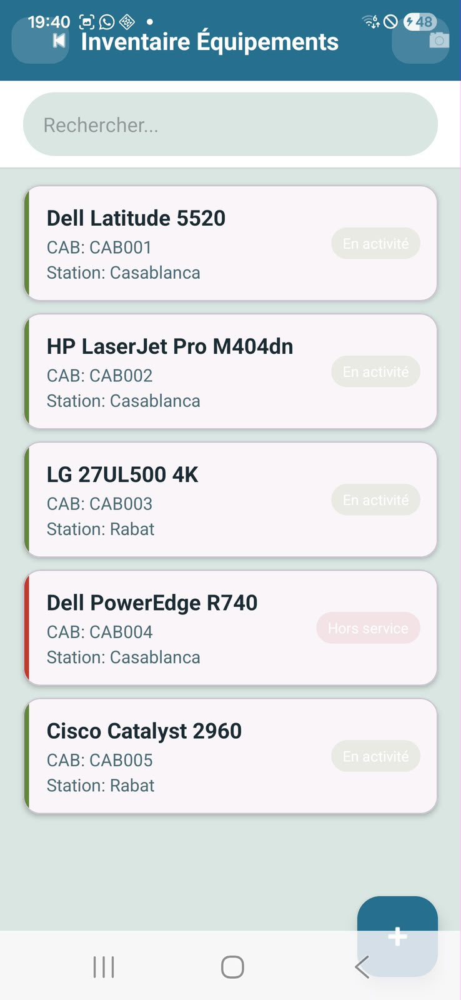 19:40
48
Inventaire Équipements
Rechercher...
Dell Latitude 5520
CAB: CAB001
En activité
Station: Casablanca
HP LaserJet Pro M404dn
CAB: CAB002
En activité
Station: Casablanca
LG 27UL500 4K
CAB: CAB003
En activité
Station: Rabat
Dell PowerEdge R740
CAB: CAB004
Hors service
Station: Casablanca
Cisco Catalyst 2960
CAB: CAB005
En activité
Station: Rabat
+